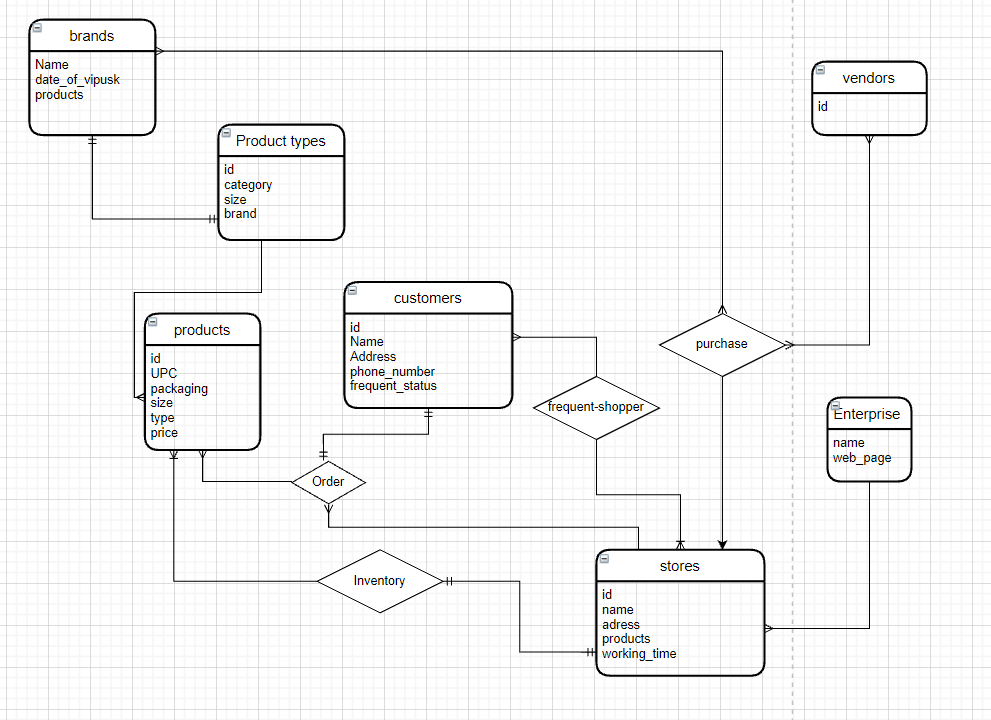 brands
Name
date_of_vipusk
products
vendors
id
Product types
id
category
size
brand
customers
id
Name
Address
phone_number
frequent_status
products
id
UPC
packaging
size
type
price
purchase
frequent-shopper
Enterprise
name
web_page
Order
Inventory
stores
id
name
adress
products
working_time